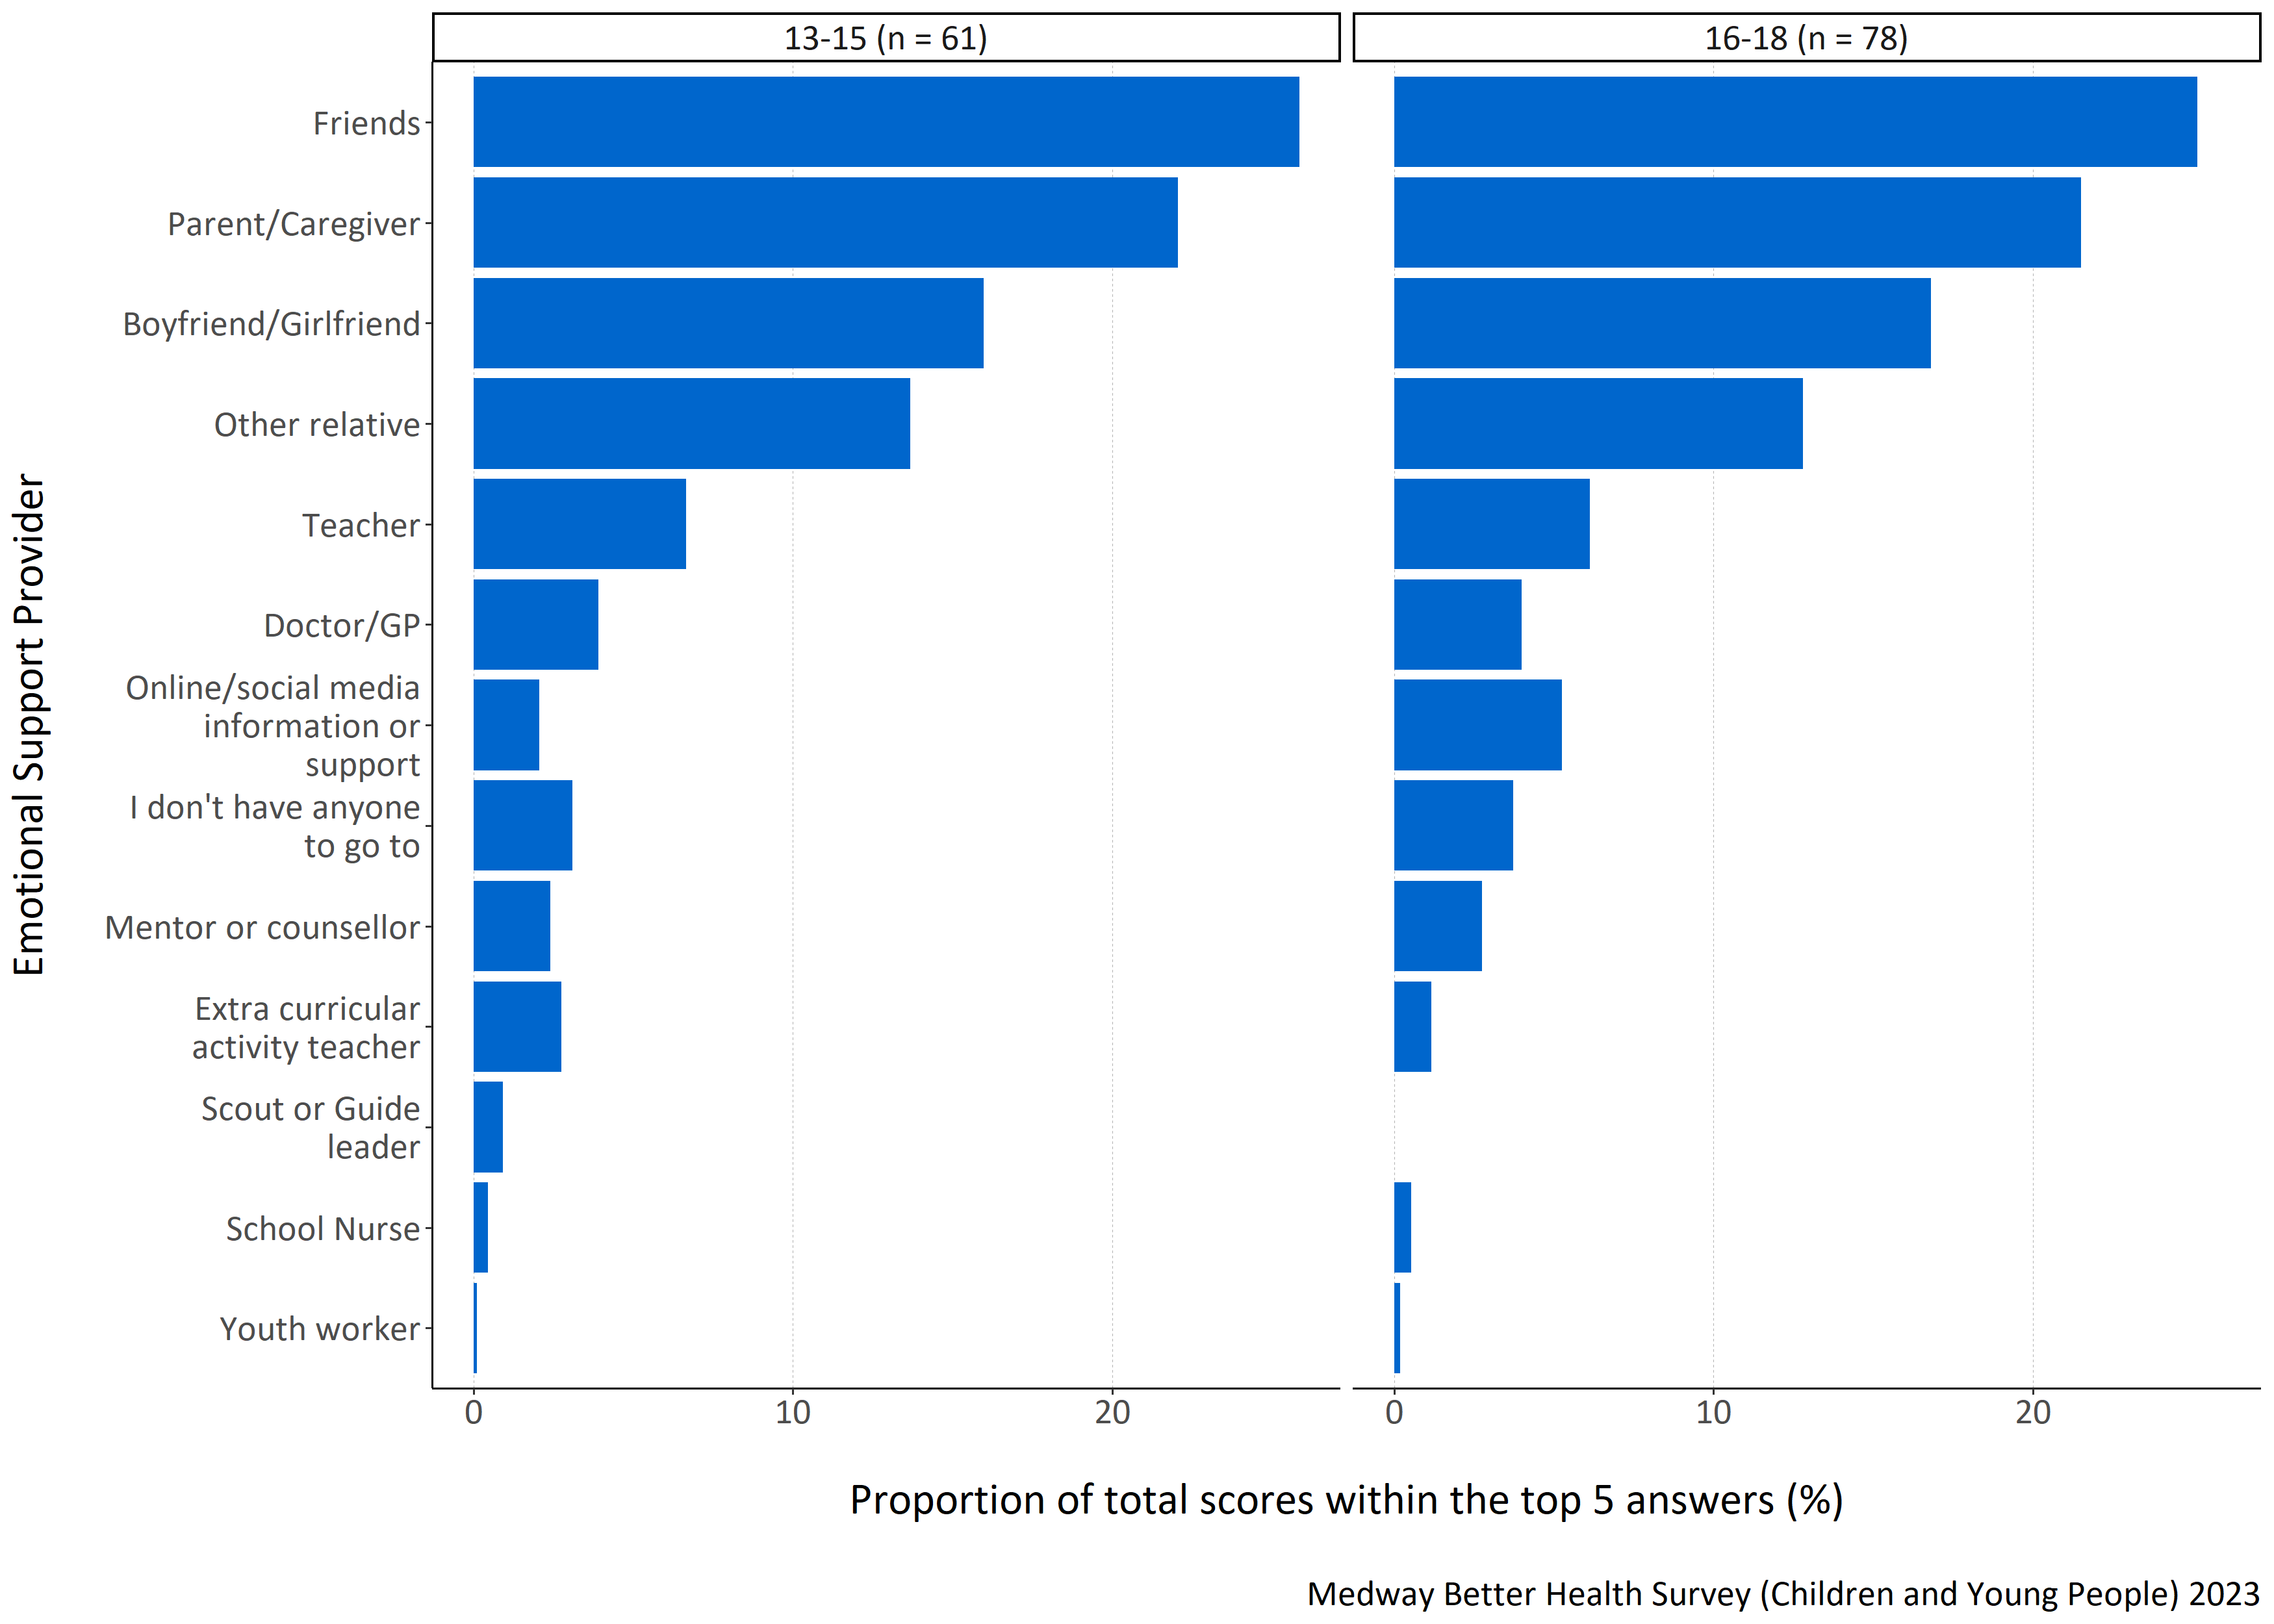 13-15 (n = 61)
16-18 (n = 78)
Emotional Support Provider
Friends
Parent/Caregiver
Boyfriend/Girlfriend
Other relative
Teacher
Doctor/GP
Online/social media
information or
support
I don't have anyone
to go to
Mentor or counsellor
Extra curricular
activity teacher
Scout or Guide
leader
School Nurse
Youth worker
0 10 20
0 10 20
Proportion of total scores within the top 5 answers (%)
Medway Better Health Survey (Children and Young People) 2023